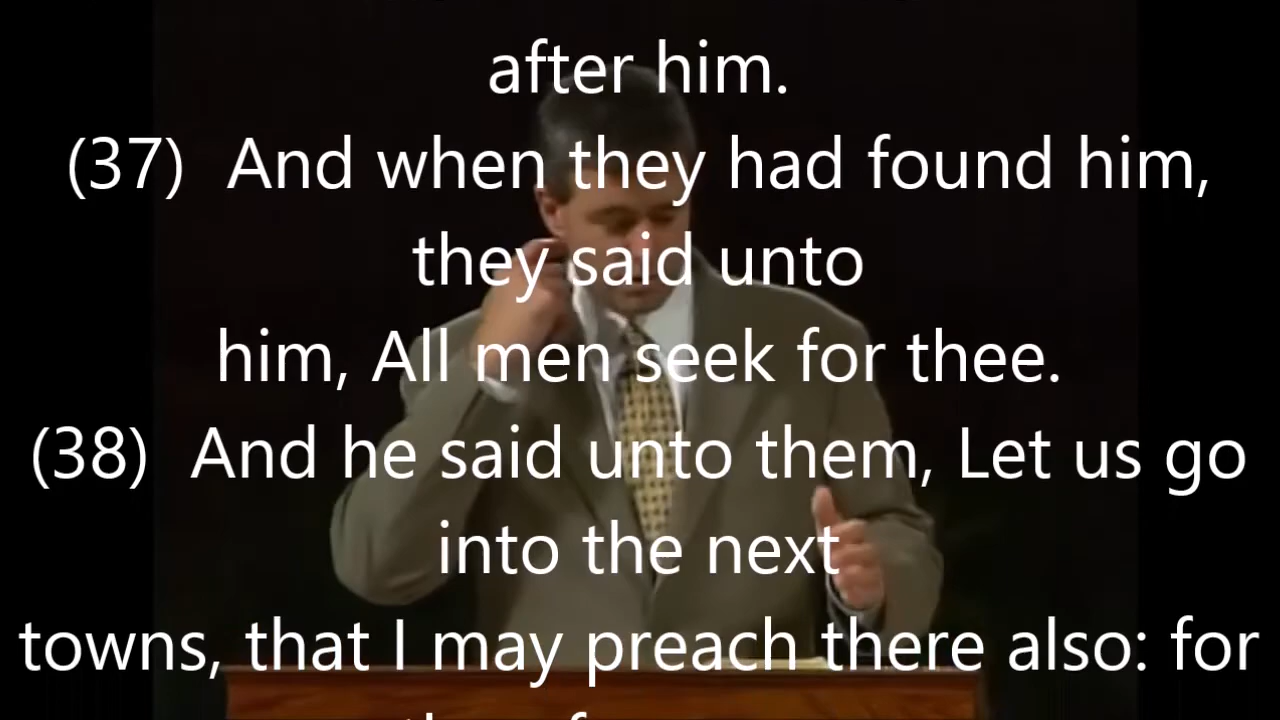 after him.
(37)  And when they had found him,
they said unto
him, All men seek for thee.
(38)  And he said unto them, Let us go
into the next
towns, that I may preach there also: for